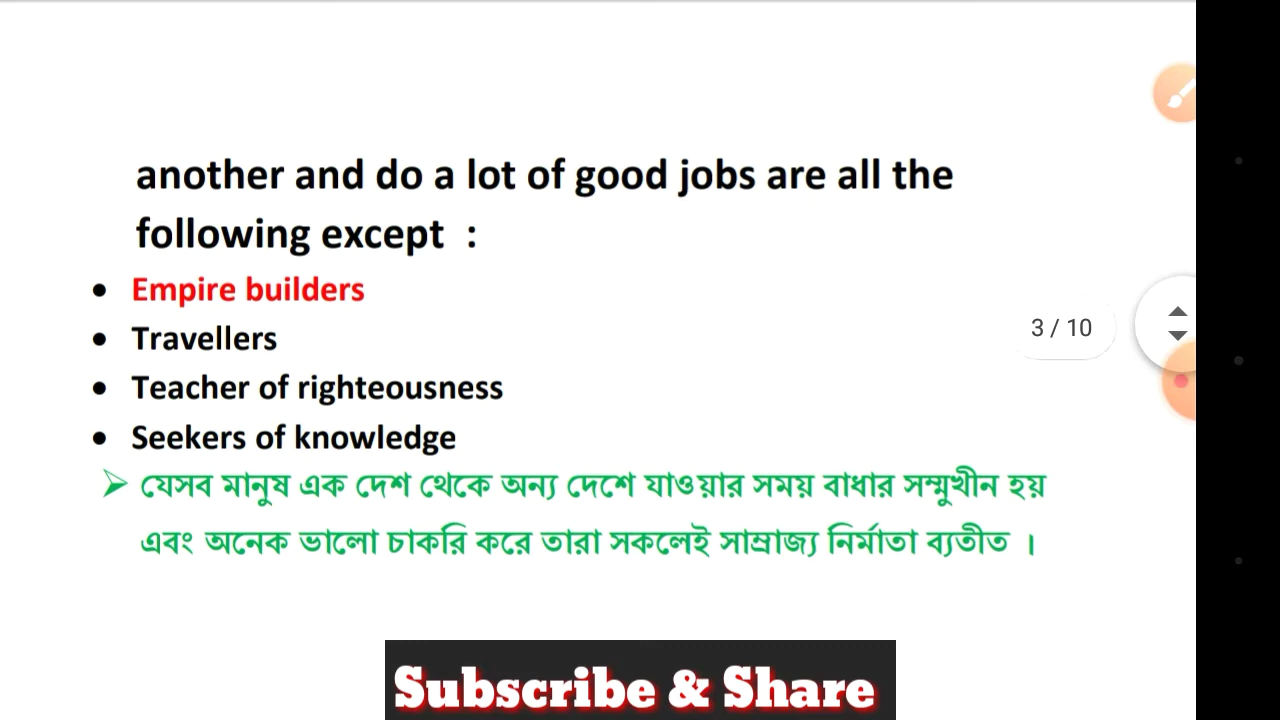 another and do a lot of good jobs are all the
following except :
• Empire builders
• Travellers
• Teacher of righteousness
• Seekers of knowledge
➢ যেসব মানুষ এক দেশ থেকে অন্য দেশে যাওয়ার সময় বাধার সম্মুখীন হয়
এবং অনেক ভালো চাকরি করে তারা সকলেই সাম্রাজ্য নির্মাতা ব্যতীত ।
3 / 10
Subscribe & Share